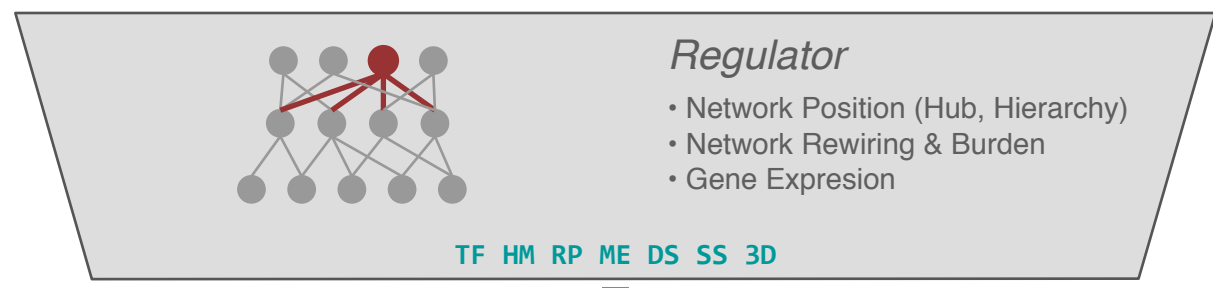 Regulator
• Network Position (Hub, Hierarchy)
• Network Rewiring & Burden
• Gene Expresion
TF HM RP ME DS SS 3D